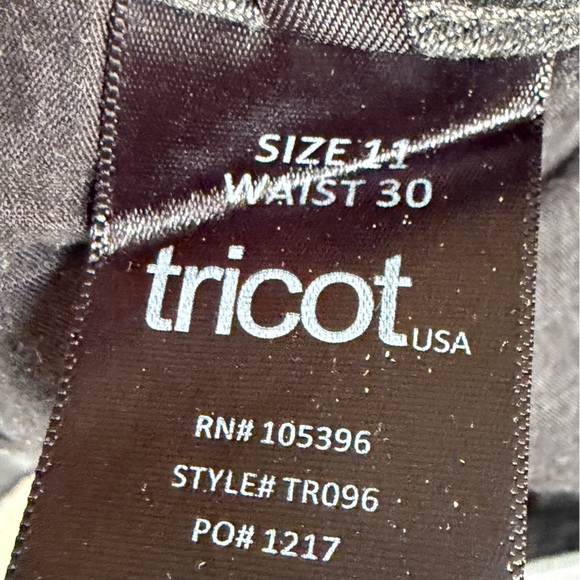 SIZE 11
WAIST 30
tricot USA
RN# 105396
STYLE# TR096
PO# 1217